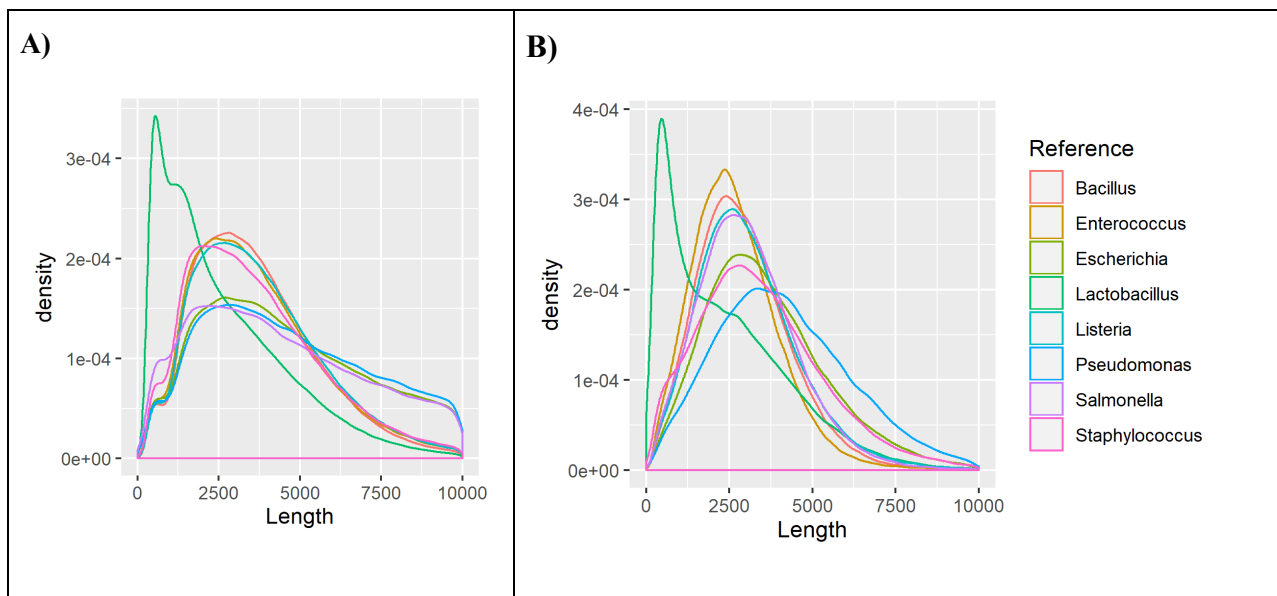 A)
3e-04
2e-04
1e-04
0e+00
density
0 2500 5000 7500 10000
Length
B)
4e-04
3e-04
2e-04
1e-04
0e+00
density
0 2500 5000 7500 10000
Length
Reference
Bacillus
Enterococcus
Escherichia
Lactobacillus
Listeria
Pseudomonas
Salmonella
Staphylococcus